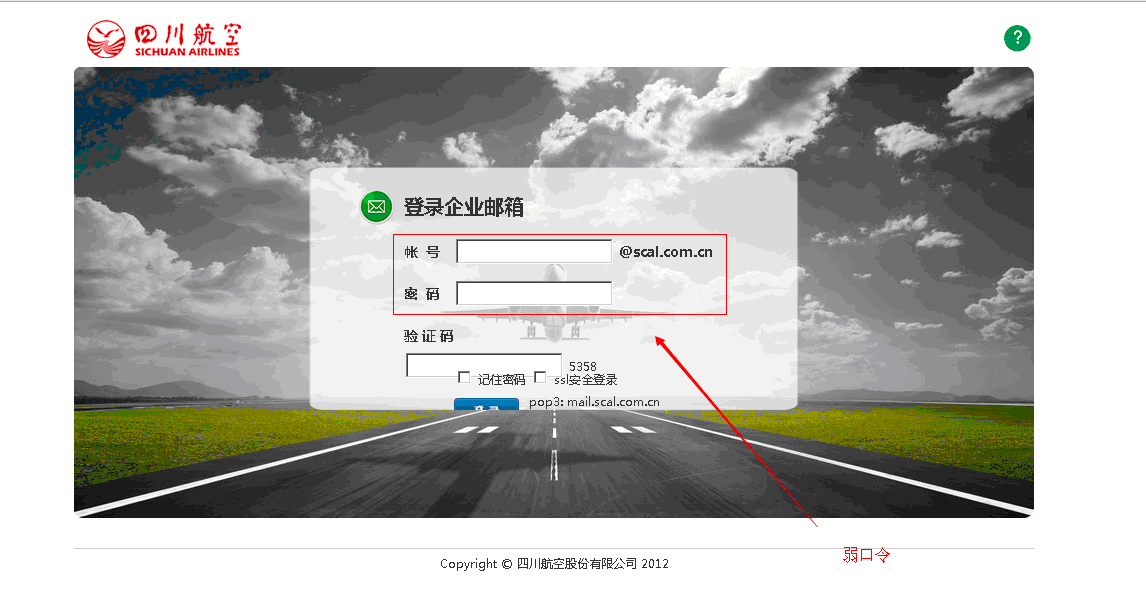 四川航空
SICHUAN AIRLINES
?
登录企业邮箱
帐 号 @scal.com.cn
密 码
验 证 码
5358
记住密码 ssl安全登录
登 录 pop3: mail.scal.com.cn
弱口令
Copyright © 四川航空股份有限公司 2012